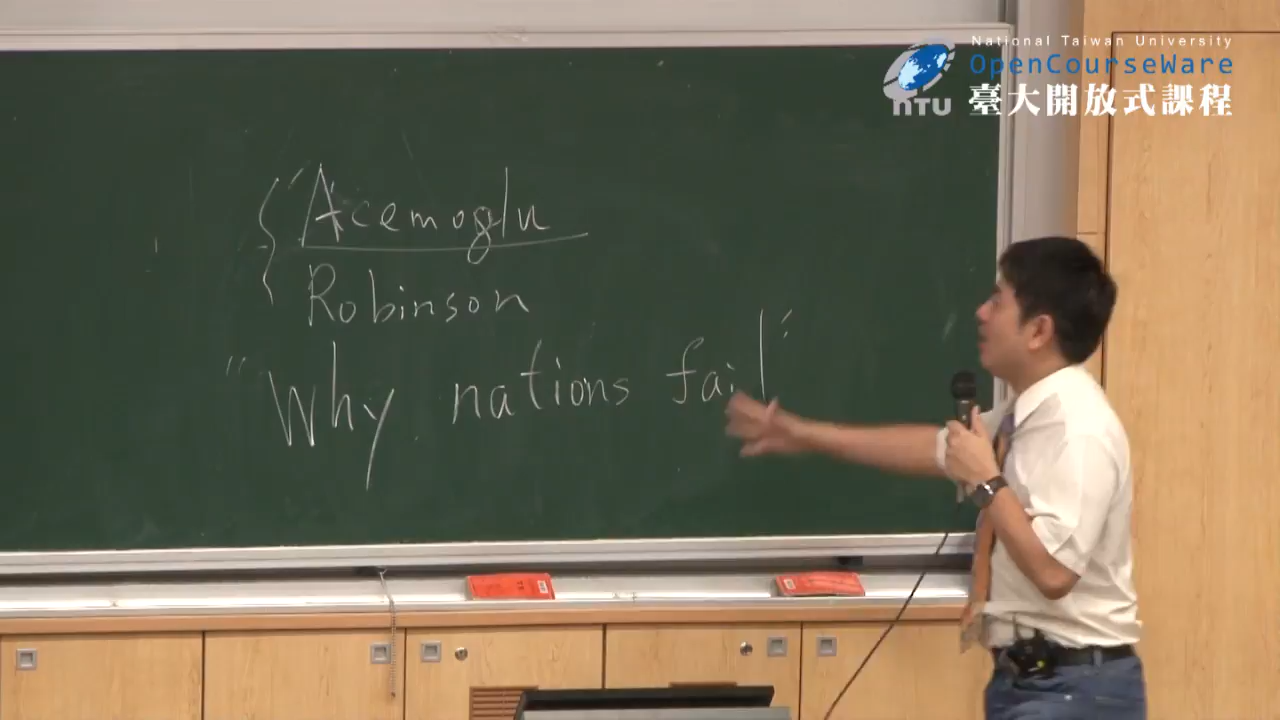 National Taiwan University
OpenCourseWare
NTU 臺大開放式課程
Acemoglu
Robinson
"Why nations fail"